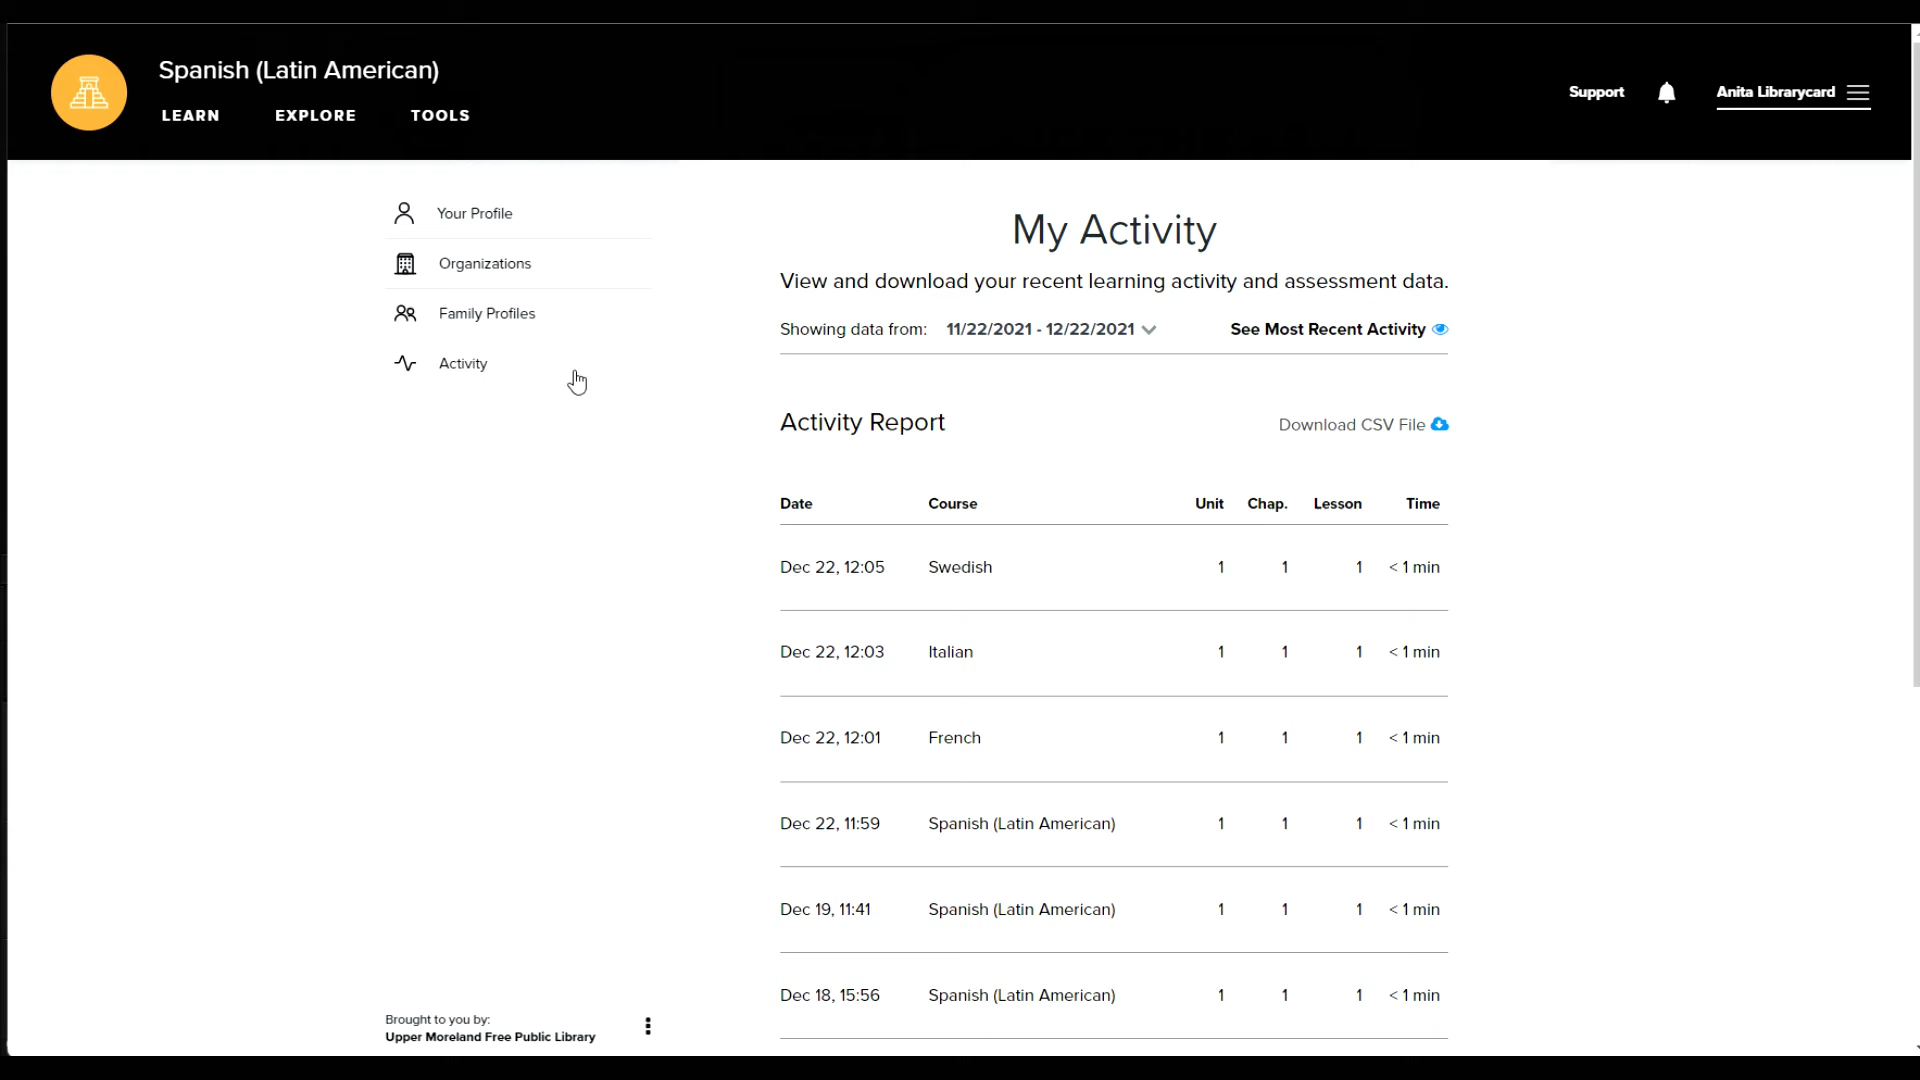 Spanish (Latin American)
LEARN EXPLORE TOOLS
Support Anita Librarycard
Your Profile
Organizations
Family Profiles
Activity
My Activity
View and download your recent learning activity and assessment data.
Showing data from: 11/22/2021 - 12/22/2021 See Most Recent Activity
Activity Report Download CSV File
Date Course Unit Chap. Lesson Time
Dec 22, 12:05 Swedish 1 1 1 < 1 min
Dec 22, 12:03 Italian 1 1 1 < 1 min
Dec 22, 12:01 French 1 1 1 < 1 min
Dec 22, 11:59 Spanish (Latin American) 1 1 1 < 1 min
Dec 19, 11:41 Spanish (Latin American) 1 1 1 < 1 min
Dec 18, 15:56 Spanish (Latin American) 1 1 1 < 1 min
Brought to you by:
Upper Moreland Free Public Library